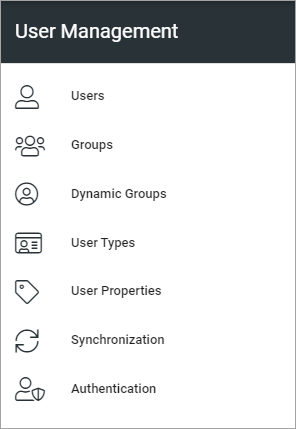 User Management
Users
Groups
Dynamic Groups
User Types
User Properties
Synchronization
Authentication